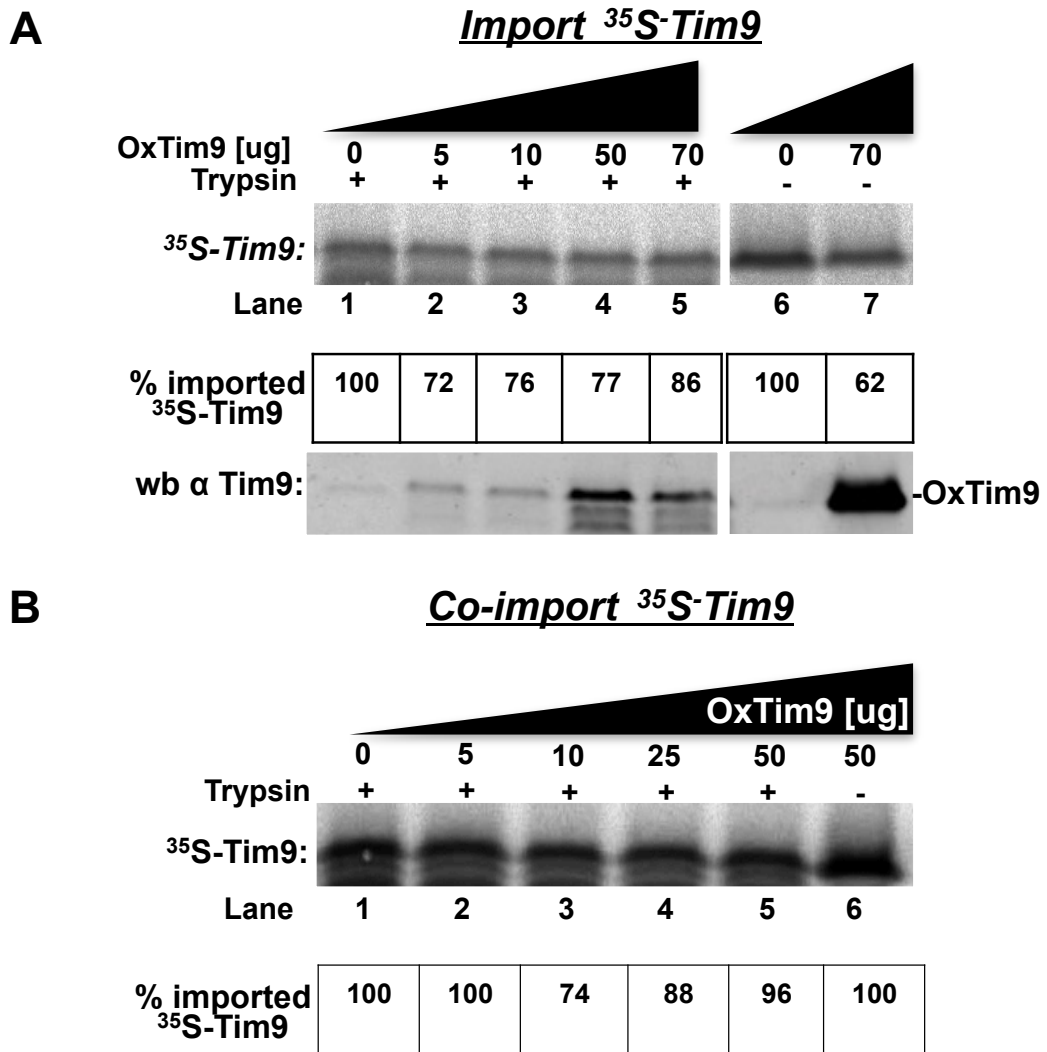 A
Import ³⁵S-Tim9
OxTim9 [ug] 0 5 10 50 70 0 70
Trypsin + + + + + - -
³⁵S-Tim9:
Lane 1 2 3 4 5 6 7
% imported 100 72 76 77 86 100 62
³⁵S-Tim9
wb α Tim9: -OxTim9
B
Co-import ³⁵S-Tim9
OxTim9 [ug]
0 5 10 25 50 50
Trypsin + + + + + -
³⁵S-Tim9:
Lane 1 2 3 4 5 6
% imported 100 100 74 88 96 100
³⁵S-Tim9